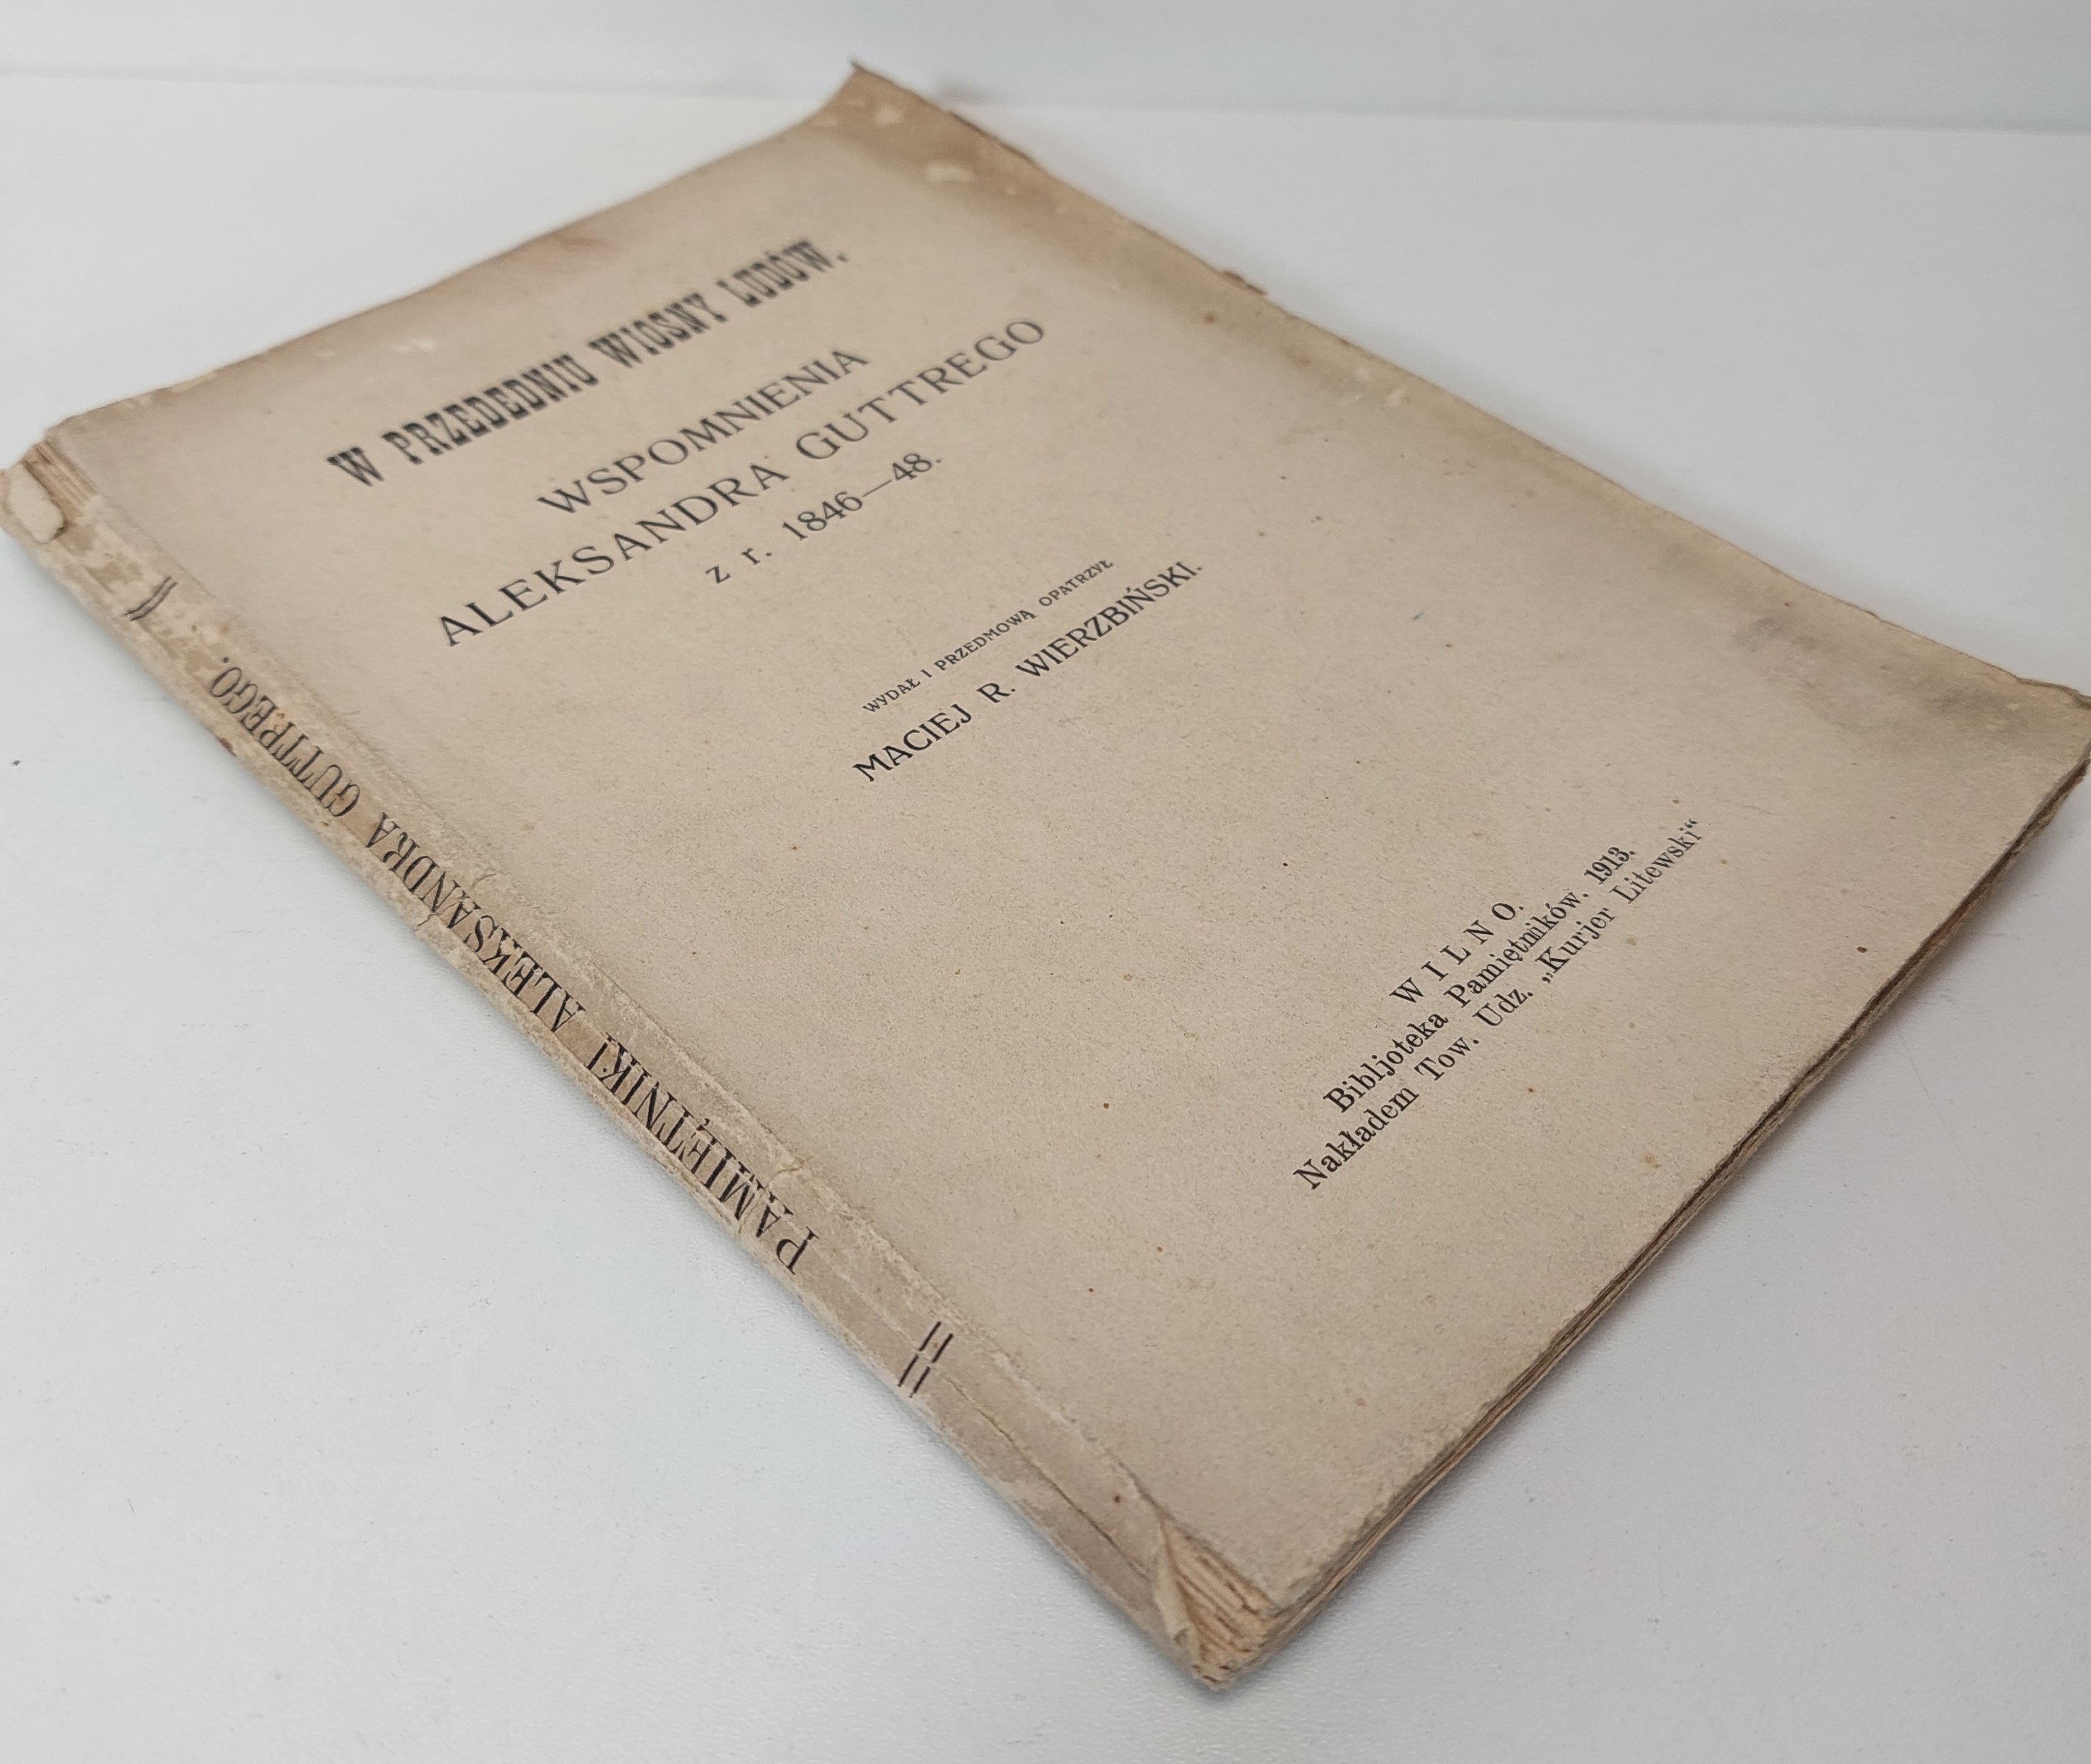 W PRZEDEDNIU WIOSNY LUDÓW.
WSPOMNIENIA
ALEKSANDRA GUTTREGO
z r. 1846—48.
WYDAŁ I PRZEDMOWĄ OPATRZYŁ
MACIEJ R. WIERZBIŃSKI.
WILNO.
Bibljoteka Pamiętników. 1913.
Nakładem Tow. Udz. „Kurjer Litewski“
PAMIĘTNIKI ALEKSANDRA GUTTREGO.